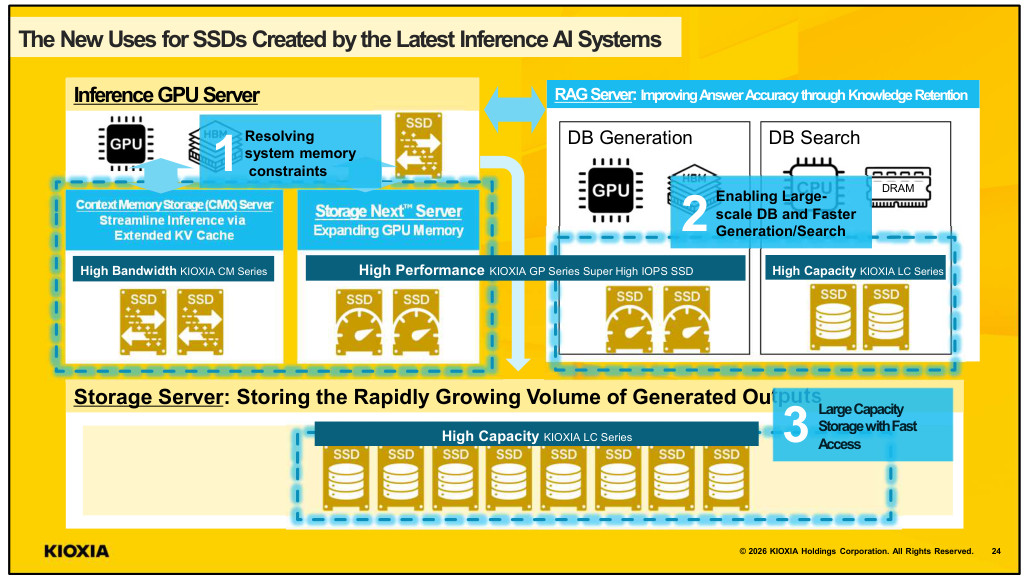 The New Uses for SSDs Created by the Latest Inference AI Systems
Inference GPU Server
GPU
HBM
1
Resolving
system memory
constraints
SSD
Context Memory Storage (CMX) Server
Streamline Inference via
Extended KV Cache
Storage Next™ Server
Expanding GPU Memory
High Bandwidth KIOXIA CM Series
SSD SSD
High Performance KIOXIA GP Series Super High IOPS SSD
SSD SSD
RAG Server: Improving Answer Accuracy through Knowledge Retention
DB Generation
GPU
HBM
DB Search
CPU
DRAM
2
Enabling Large-
scale DB and Faster
Generation/Search
SSD SSD
High Capacity KIOXIA LC Series
SSD SSD
Storage Server: Storing the Rapidly Growing Volume of Generated Outputs
3
Large Capacity
Storage with Fast
Access
High Capacity KIOXIA LC Series
SSD SSD SSD SSD SSD SSD SSD SSD
KIOXIA
© 2026 KIOXIA Holdings Corporation. All Rights Reserved.
24